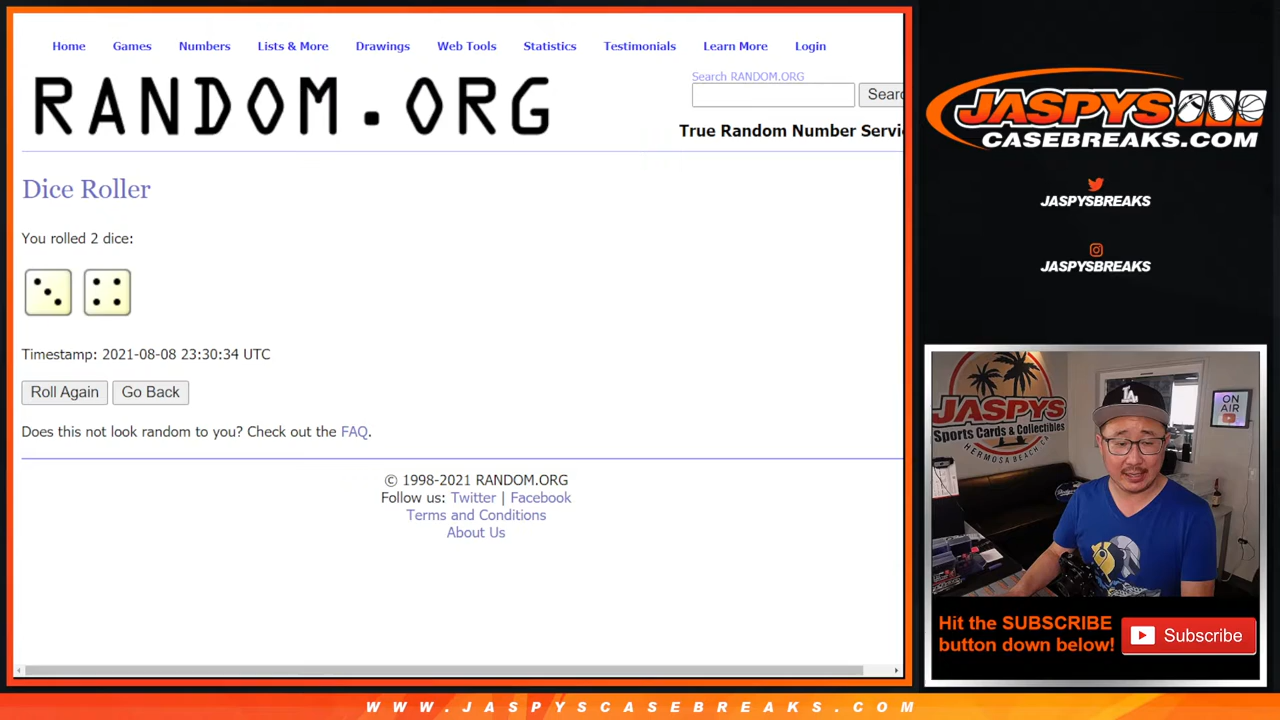 Home Games Numbers Lists & More Drawings Web Tools Statistics Testimonials Learn More Login
RANDOM.ORG
Search RANDOM.ORG
Sear
True Random Number Servi
Dice Roller
You rolled 2 dice:
Timestamp: 2021-08-08 23:30:34 UTC
Roll Again Go Back
Does this not look random to you? Check out the FAQ.
© 1998-2021 RANDOM.ORG
Follow us: Twitter | Facebook
Terms and Conditions
About Us
JASPYS
CASEBREAKS.COM
JASPYSBREAKS
JASPYSBREAKS
JASPYS
Sports Cards & Collectibles
HERMOSA BEACH CA
ON
AIR
LA
Hit the SUBSCRIBE
button down below!
Subscribe
WWW.JASPYSCASEBREAKS.COM